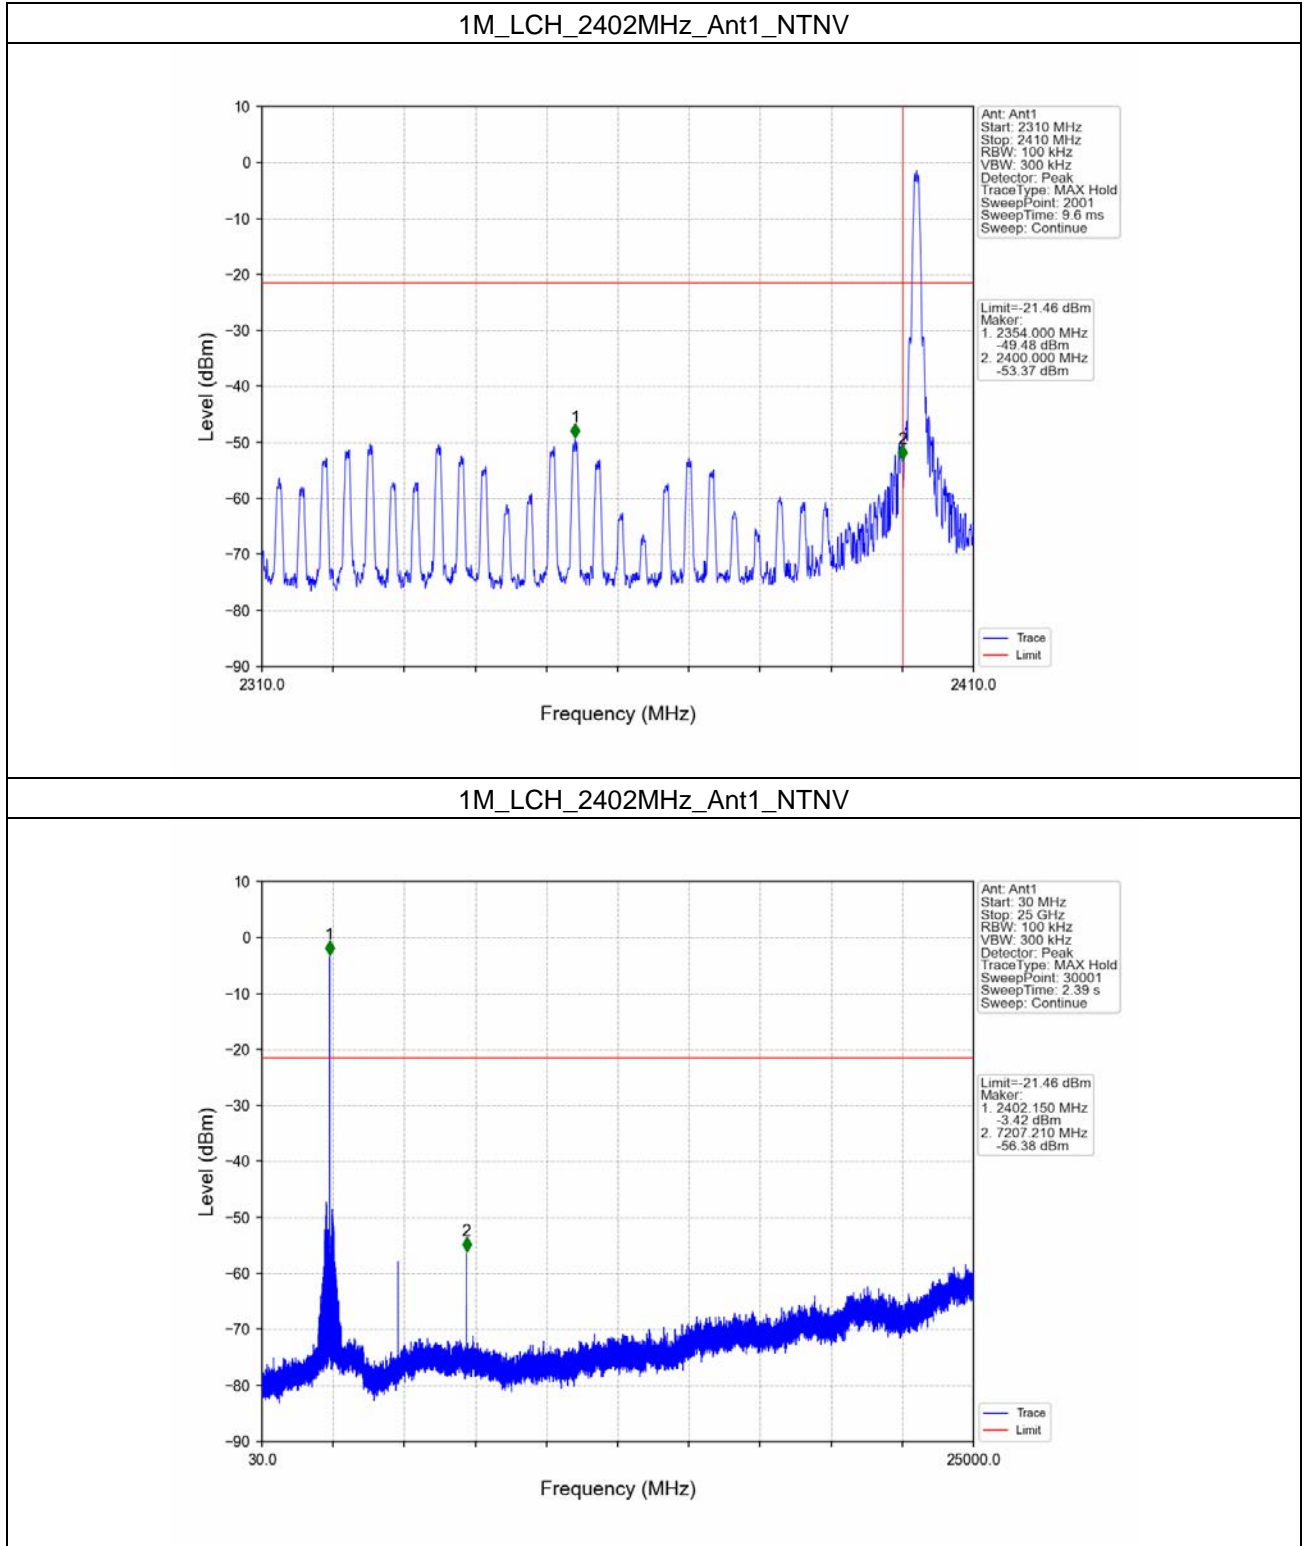 1M_LCH_2402MHz_Ant1_NTNV
10
0
−10
−20
−30
−40
−50
−60
−70
−80
−90
Level (dBm)
1
2
2310.0
2410.0
Frequency (MHz)
Ant: Ant1
Start: 2310 MHz
Stop: 2410 MHz
RBW: 100 kHz
VBW: 300 kHz
Detector: Peak
TraceType: MAX Hold
SweepPoint: 2001
SweepTime: 9.6 ms
Sweep: Continue
Limit=-21.46 dBm
Maker:
1. 2354.000 MHz
-49.48 dBm
2. 2400.000 MHz
-53.37 dBm
Trace
Limit
1M_LCH_2402MHz_Ant1_NTNV
10
0
−10
−20
−30
−40
−50
−60
−70
−80
−90
Level (dBm)
1
2
30.0
25000.0
Frequency (MHz)
Ant: Ant1
Start: 30 MHz
Stop: 25 GHz
RBW: 100 kHz
VBW: 300 kHz
Detector: Peak
TraceType: MAX Hold
SweepPoint: 30001
SweepTime: 2.39 s
Sweep: Continue
Limit=-21.46 dBm
Maker:
1. 2402.150 MHz
-3.42 dBm
2. 7207.210 MHz
-56.38 dBm
Trace
Limit